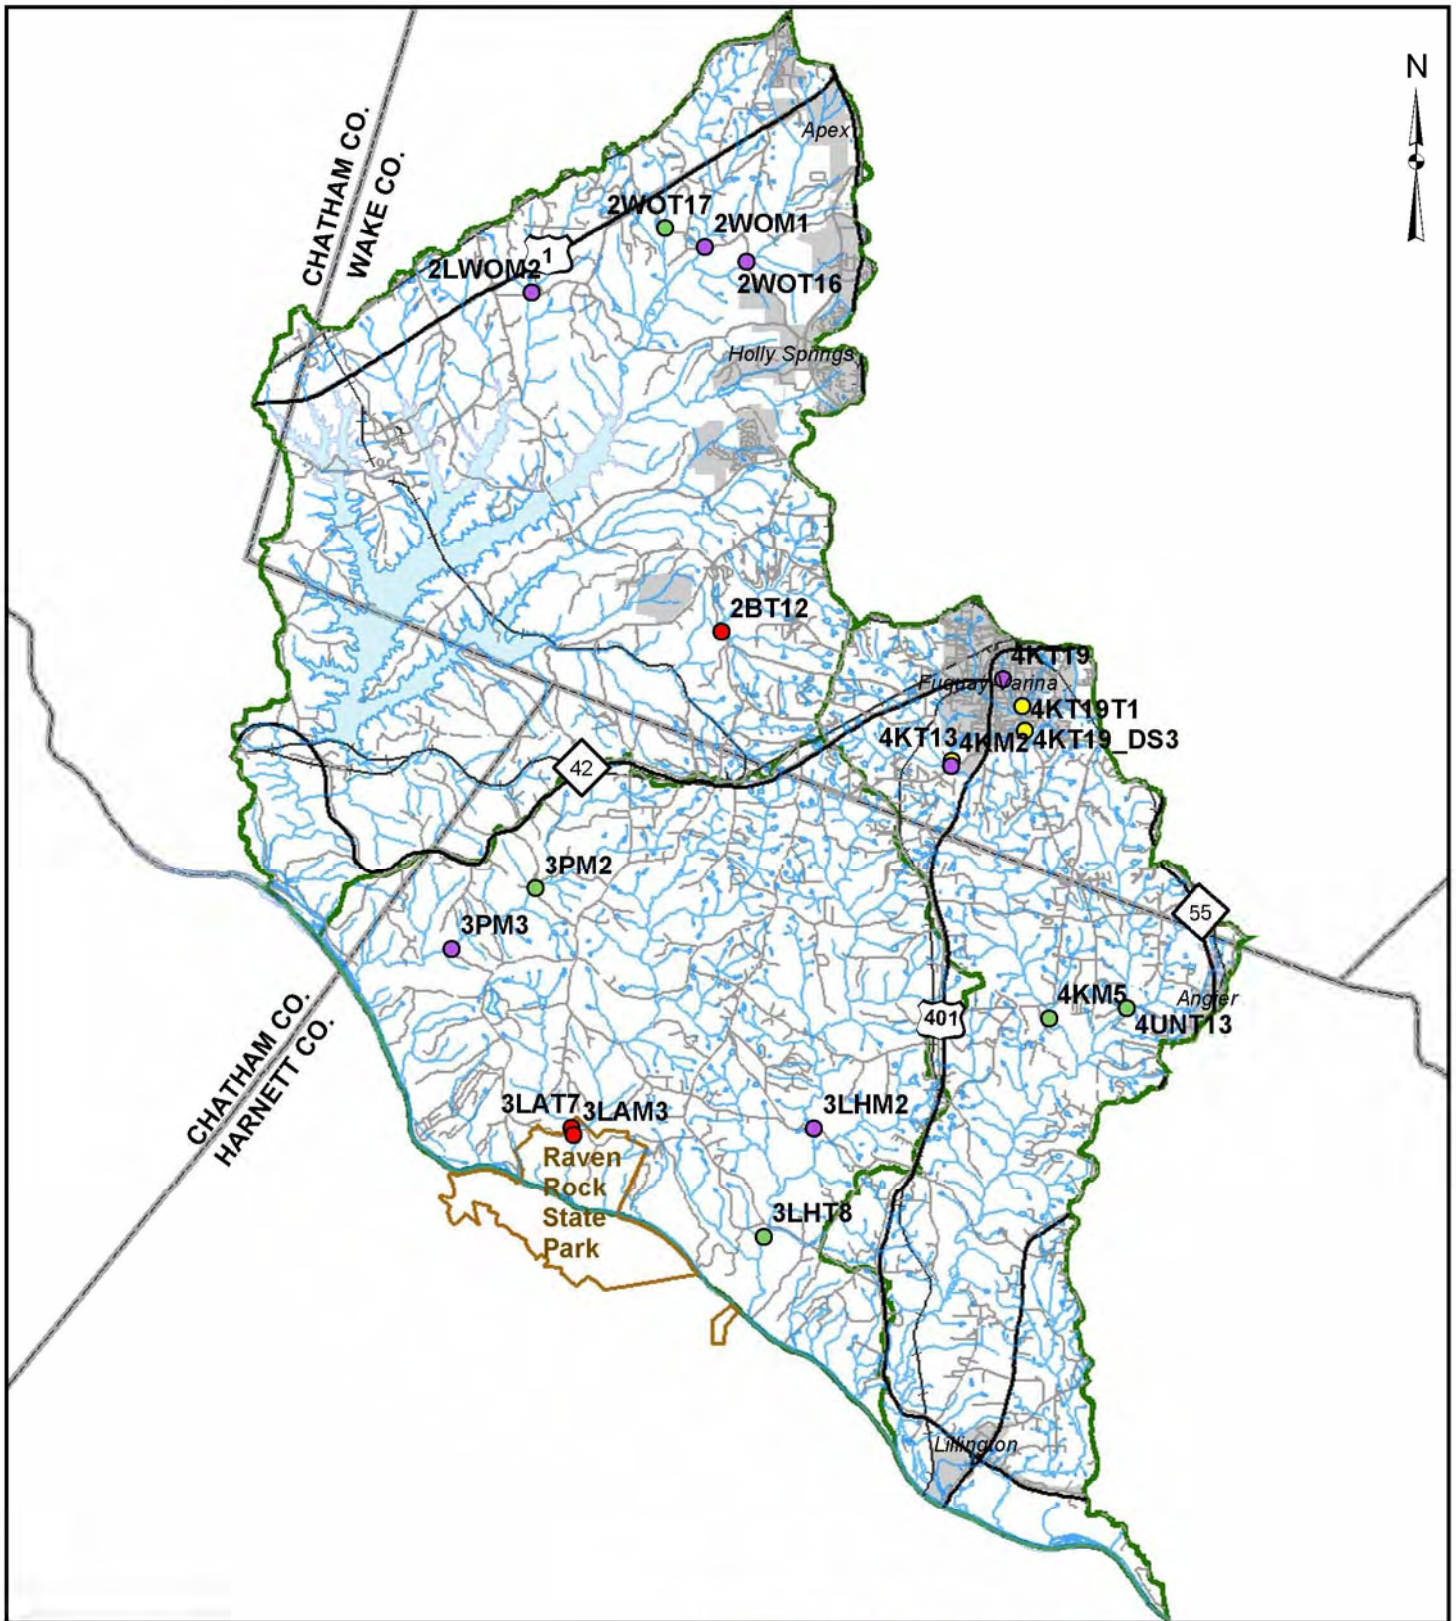 N
CHATHAM CO.
WAKE CO.
Apex
2WOT17
2WOM1
1
2LWOM2
2WOT16
Holly Springs
2BT12
4KT19
Fuquay-Varina
4KT19T1
4KT13
4KM2
4KT19_DS3
42
3PM2
3PM3
55
4KM5
Angier
4UNT13
401
CHATHAM CO.
HARNETT CO.
3LAT7
3LAM3
3LHM2
Raven
Rock
State
Park
3LHT8
Lillington